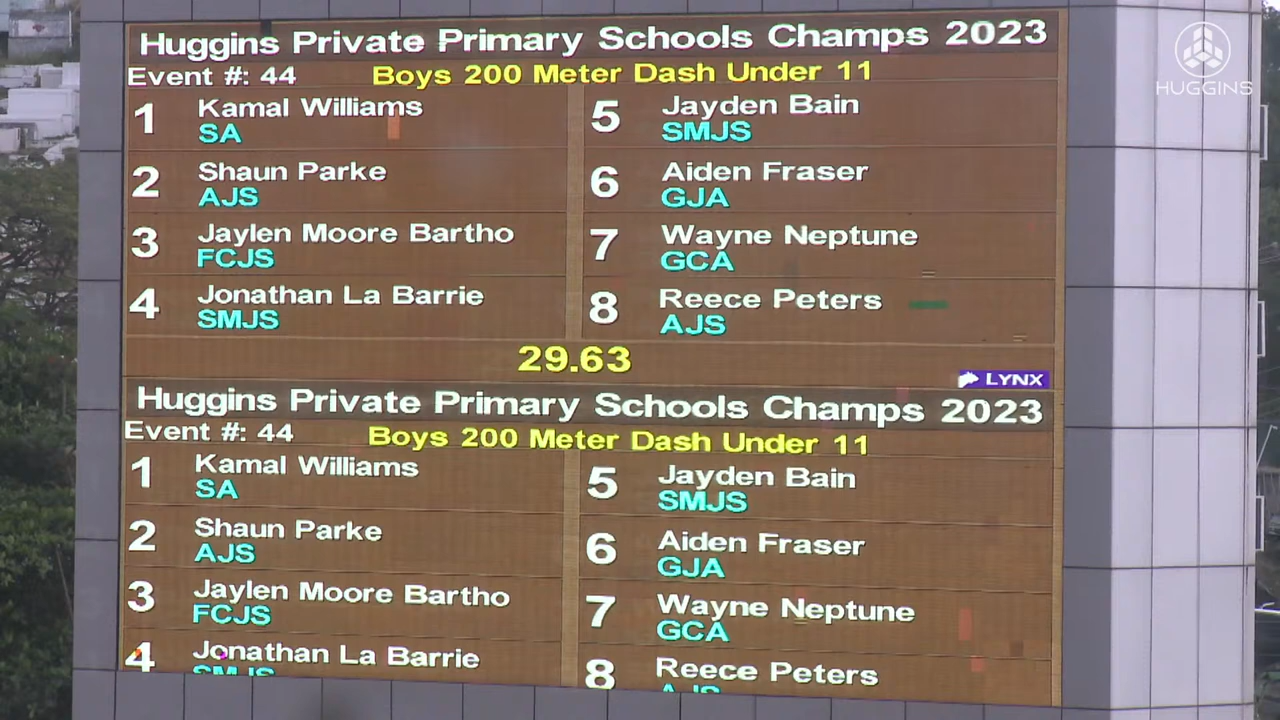 HUGGINS
Huggins Private Primary Schools Champs 2023
Event #: 44 Boys 200 Meter Dash Under 11
1 Kamal Williams
SA
2 Shaun Parke
AJS
3 Jaylen Moore Bartho
FCJS
4 Jonathan La Barrie
SMJS
5 Jayden Bain
SMJS
6 Aiden Fraser
GJA
7 Wayne Neptune
GCA
8 Reece Peters
AJS
29.63
LYNX
Huggins Private Primary Schools Champs 2023
Event #: 44 Boys 200 Meter Dash Under 11
1 Kamal Williams
SA
2 Shaun Parke
AJS
3 Jaylen Moore Bartho
FCJS
4 Jonathan La Barrie
SMJS
5 Jayden Bain
SMJS
6 Aiden Fraser
GJA
7 Wayne Neptune
GCA
8 Reece Peters
AJS